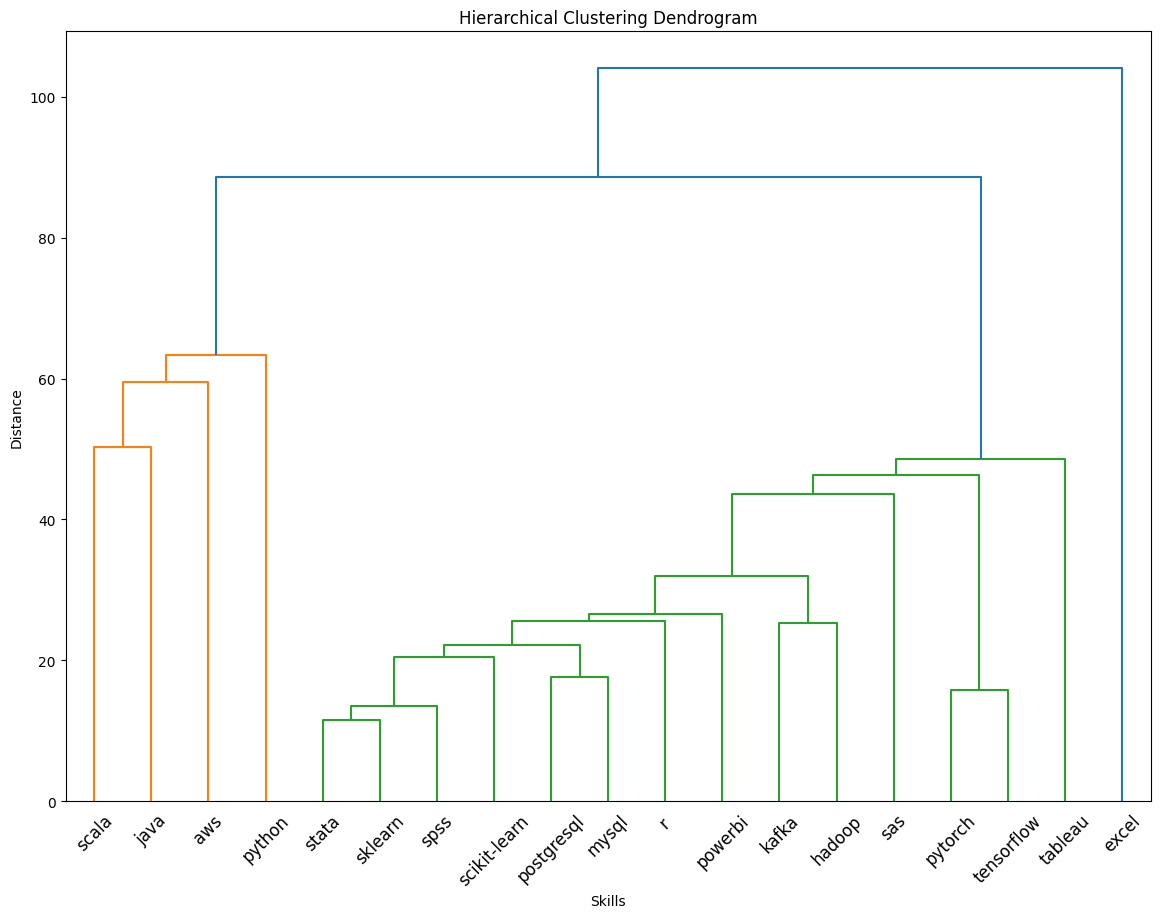 Hierarchical Clustering Dendrogram
100
80
60
40
20
0
Distance
scala
java
aws
python
stata
sklearn
spss
scikit-learn
postgresql
mysql
r
powerbi
kafka
hadoop
sas
pytorch
tensorflow
tableau
excel
Skills